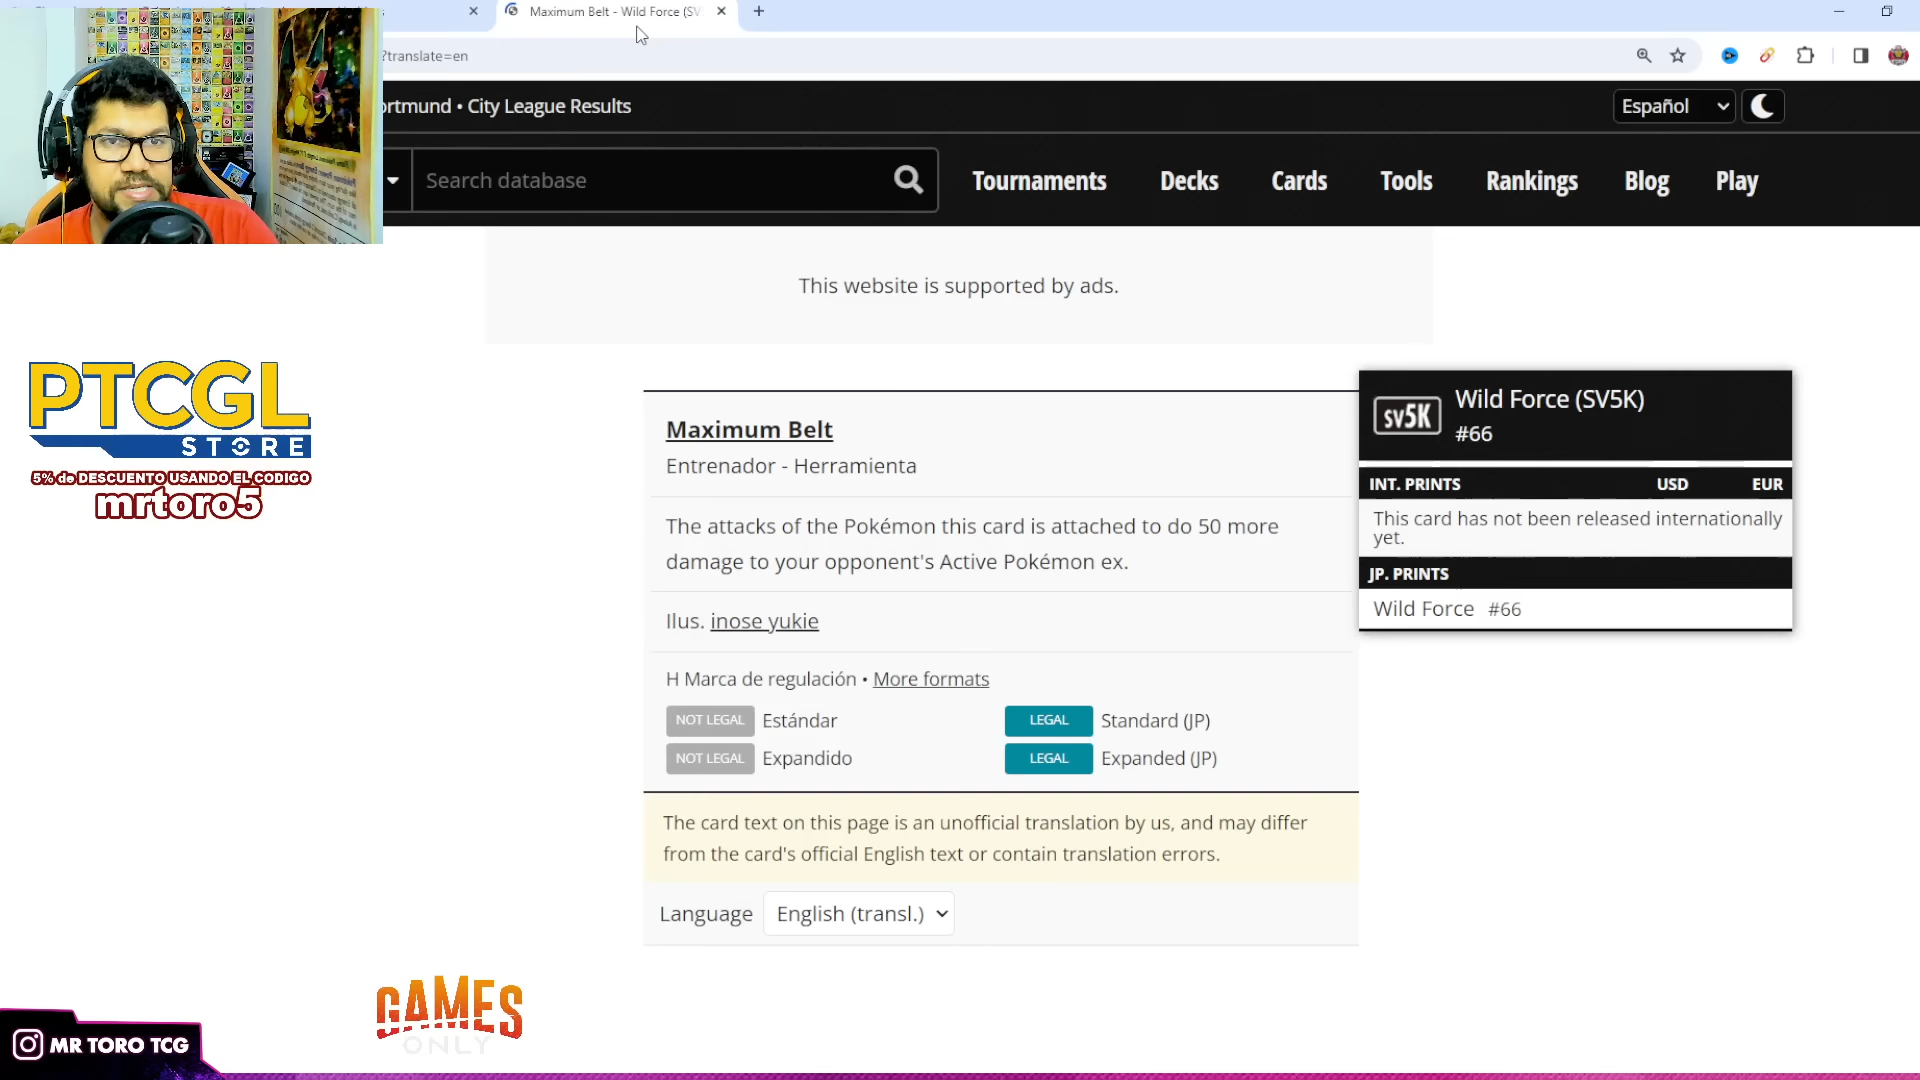 Maximum Belt - Wild Force (SV
?translate=en
ortmund • City League Results
Español
Search database
Tournaments
Decks
Cards
Tools
Rankings
Blog
Play
This website is supported by ads.
PTCGL
STORE
5% de DESCUENTO USANDO EL CODIGO
mrtoro5
Maximum Belt
Entrenador - Herramienta
The attacks of the Pokémon this card is attached to do 50 more
damage to your opponent's Active Pokémon ex.
Ilus. inose yukie
H Marca de regulación • More formats
NOT LEGAL Estándar
LEGAL Standard (JP)
NOT LEGAL Expandido
LEGAL Expanded (JP)
The card text on this page is an unofficial translation by us, and may differ
from the card's official English text or contain translation errors.
Language English (transl.)
sv5K
Wild Force (SV5K)
#66
INT. PRINTS USD EUR
This card has not been released internationally
yet.
JP. PRINTS
Wild Force #66
GAMES
ONLY
MR TORO TCG